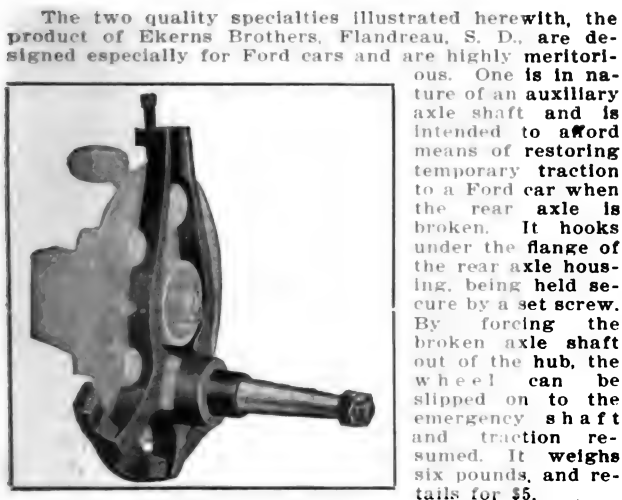 The two quality specialties illustrated herewith, the
product of Ekerns Brothers, Flandreau, S. D., are de-
signed especially for Ford cars and are highly meritori-
ous. One is in na-
ture of an auxiliary
axle shaft and is
intended to afford
means of restoring
temporary traction
to a Ford car when
the rear axle is
broken. It hooks
under the flange of
the rear axle hous-
ing, being held se-
cure by a set screw.
By forcing the
broken axle shaft
out of the hub, the
wheel can be
slipped on to the
emergency shaft
and traction re-
sumed. It weighs
six pounds, and re-
tails for $5.